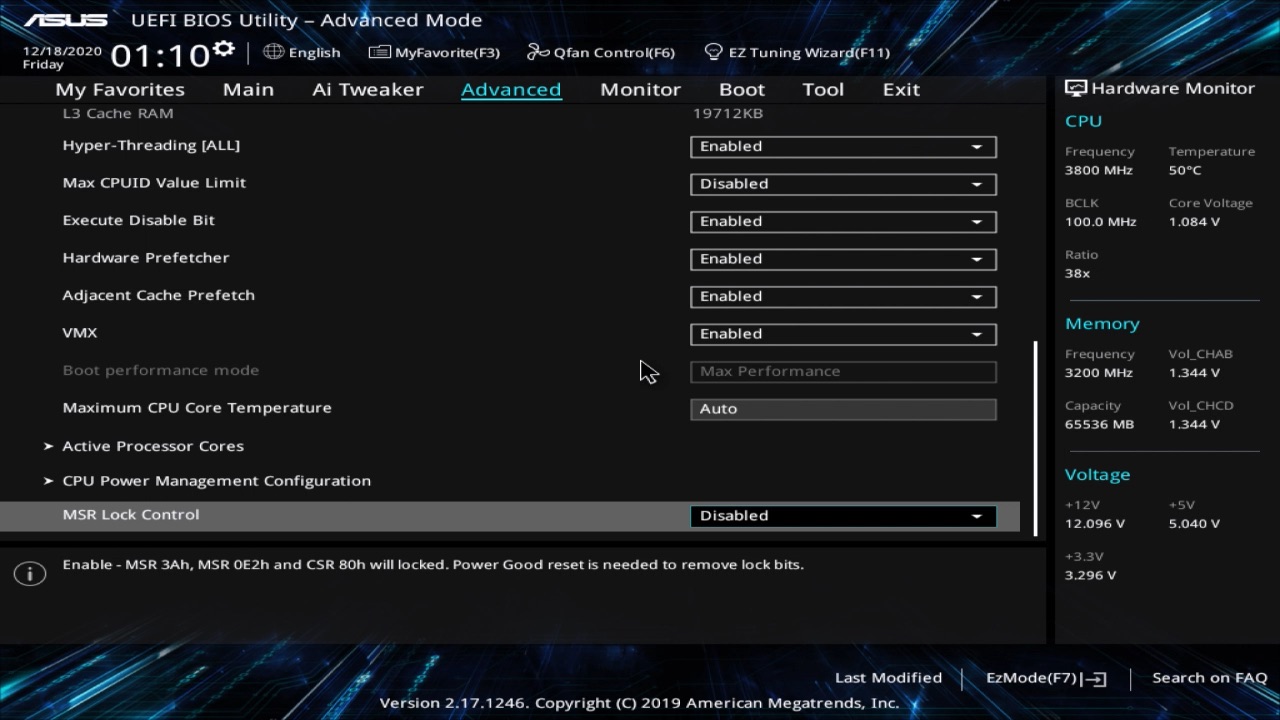 ASUS UEFI BIOS Utility – Advanced Mode
12/18/2020
Friday
01:10
English
MyFavorite(F3)
Qfan Control(F6)
EZ Tuning Wizard(F11)
My Favorites Main Ai Tweaker Advanced Monitor Boot Tool Exit
L3 Cache RAM 19712KB
Hyper-Threading [ALL] Enabled
Max CPUID Value Limit Disabled
Execute Disable Bit Enabled
Hardware Prefetcher Enabled
Adjacent Cache Prefetch Enabled
VMX Enabled
Boot performance mode Max Performance
Maximum CPU Core Temperature Auto
Active Processor Cores
CPU Power Management Configuration
MSR Lock Control Disabled
Enable - MSR 3Ah, MSR 0E2h and CSR 80h will locked. Power Good reset is needed to remove lock bits.
Hardware Monitor
CPU
Frequency Temperature
3800 MHz 50°C
BCLK Core Voltage
100.0 MHz 1.084 V
Ratio
38x
Memory
Frequency Vol_CHAB
3200 MHz 1.344 V
Capacity Vol_CHCD
65536 MB 1.344 V
Voltage
+12V +5V
12.096 V 5.040 V
+3.3V
3.296 V
Last Modified EzMode(F7) Search on FAQ
Version 2.17.1246. Copyright (C) 2019 American Megatrends, Inc.